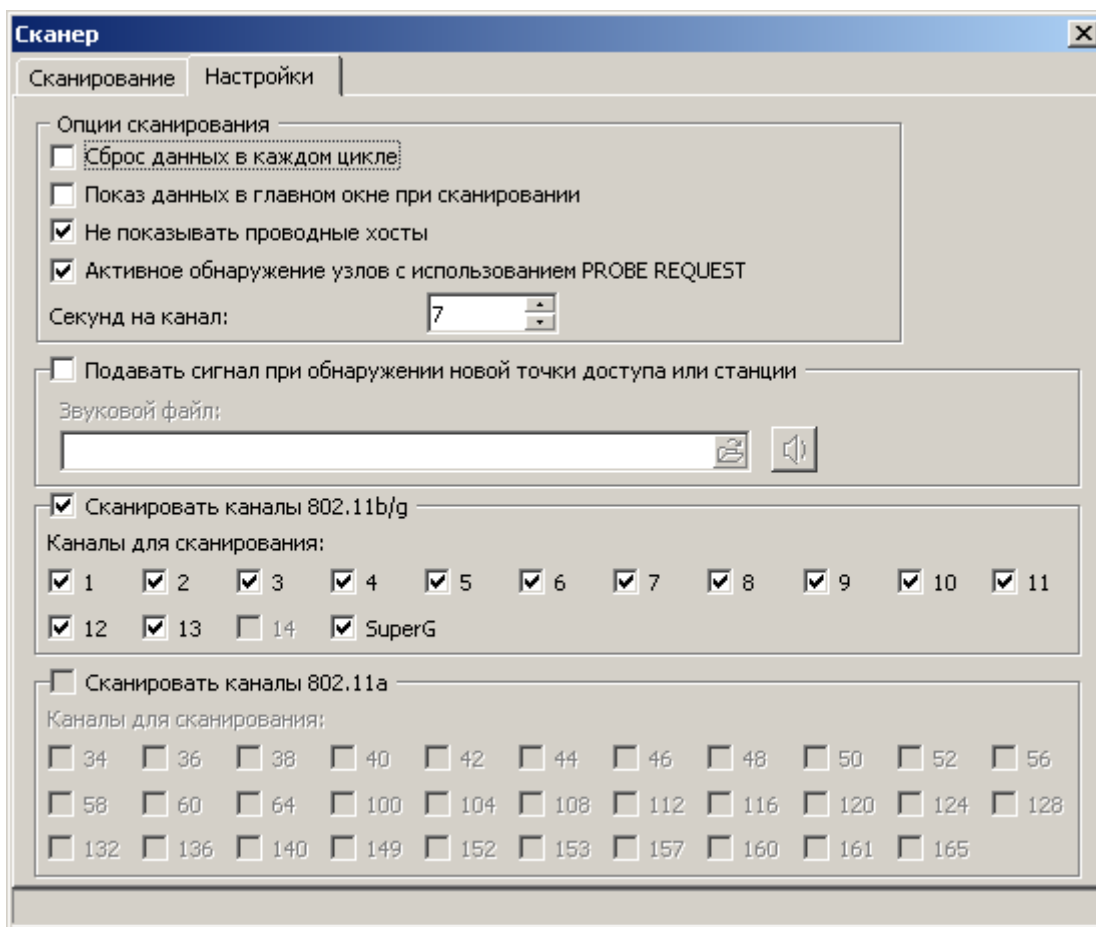 Сканер
Сканирование Настройки
Опции сканирования
Сброс данных в каждом цикле
Показ данных в главном окне при сканировании
Не показывать проводные хосты
Активное обнаружение узлов с использованием PROBE REQUEST
Секунд на канал: 7
Подавать сигнал при обнаружении новой точки доступа или станции
Звуковой файл:
Сканировать каналы 802.11b/g
Каналы для сканирования:
1 2 3 4 5 6 7 8 9 10 11
12 13 14 SuperG
Сканировать каналы 802.11a
Каналы для сканирования:
34 36 38 40 42 44 46 48 50 52 56
58 60 64 100 104 108 112 116 120 124 128
132 136 140 149 152 153 157 160 161 165